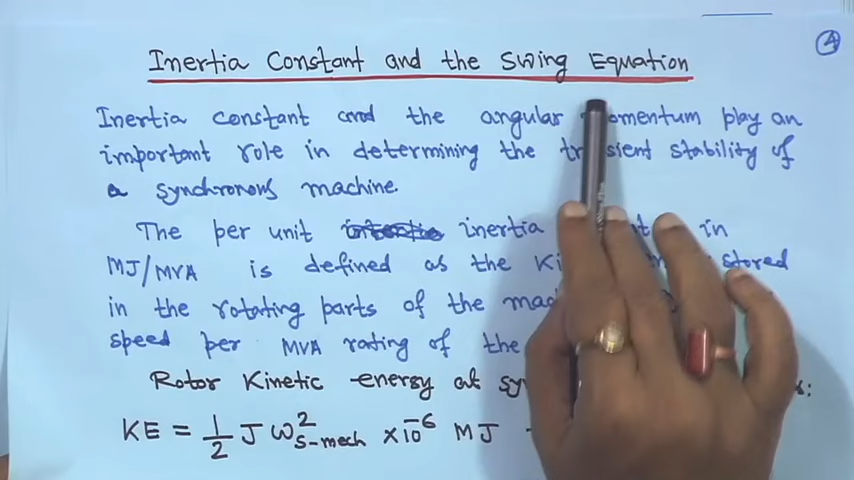 4
Inertia Constant and the Swing Equation
Inertia constant and the angular momentum play an
important role in determining the transient stability of
a synchronous machine.
The per unit inertia in
MJ/MVA is defined as the stored
in the rotating parts of the
speed per MVA rating of the
Rotor Kinetic energy at
KE = 1/2 J ω²s-mech × 10⁻⁶ MJ